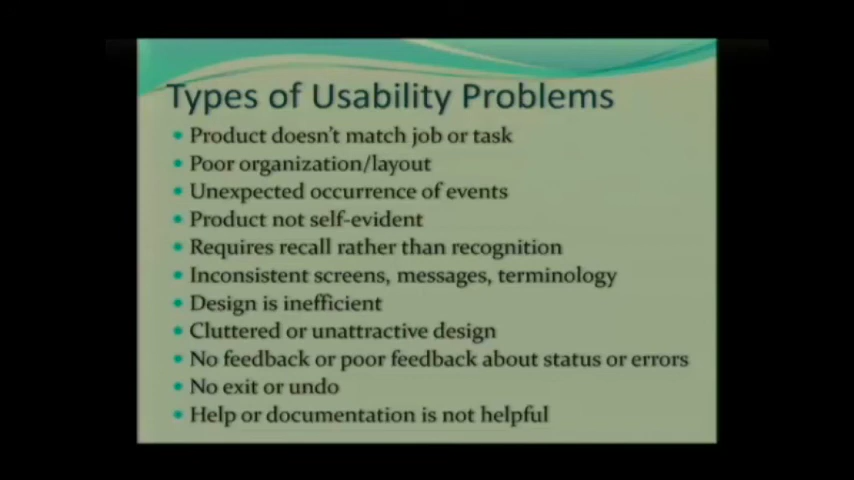 Types of Usability Problems
• Product doesn't match job or task
• Poor organization/layout
• Unexpected occurrence of events
• Product not self-evident
• Requires recall rather than recognition
• Inconsistent screens, messages, terminology
• Design is inefficient
• Cluttered or unattractive design
• No feedback or poor feedback about status or errors
• No exit or undo
• Help or documentation is not helpful